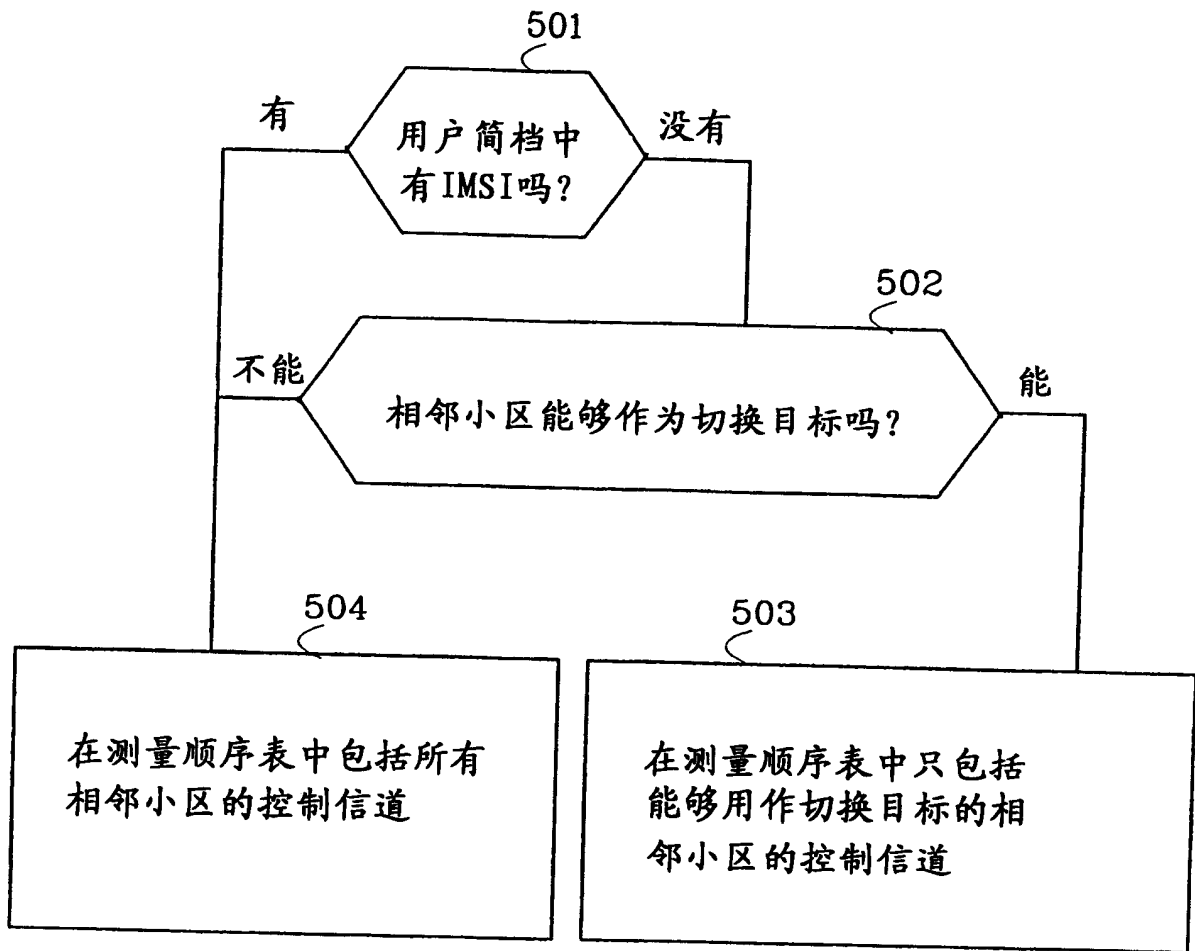 501
有
没有
用户简档中
有IMSI吗?
502
不能
能
相邻小区能够作为切换目标吗?
504
503
在测量顺序表中包括所有
相邻小区的控制信道
在测量顺序表中只包括
能够用作切换目标的相
邻小区的控制信道